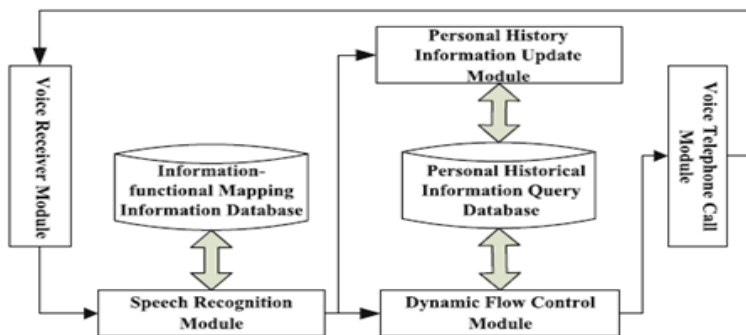 Voice Receiver Module
Information-
functional Mapping
Information Database
Speech Recognition
Module
Personal History
Information Update
Module
Personal Historical
Information Query
Database
Dynamic Flow Control
Module
Voice Telephone Call
Module